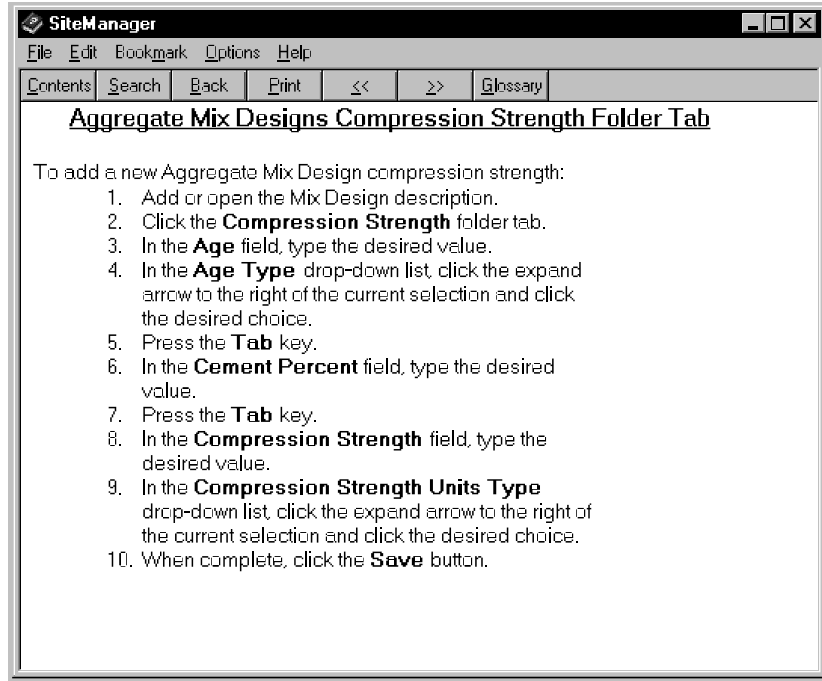 SiteManager
File Edit Bookmark Options Help
Contents Search Back Print << >> Glossary
Aggregate Mix Designs Compression Strength Folder Tab
To add a new Aggregate Mix Design compression strength:
1. Add or open the Mix Design description.
2. Click the Compression Strength folder tab.
3. In the Age field, type the desired value.
4. In the Age Type drop-down list, click the expand
arrow to the right of the current selection and click
the desired choice.
5. Press the Tab key.
6. In the Cement Percent field, type the desired
value.
7. Press the Tab key.
8. In the Compression Strength field, type the
desired value.
9. In the Compression Strength Units Type
drop-down list, click the expand arrow to the right of
the current selection and click the desired choice.
10. When complete, click the Save button.